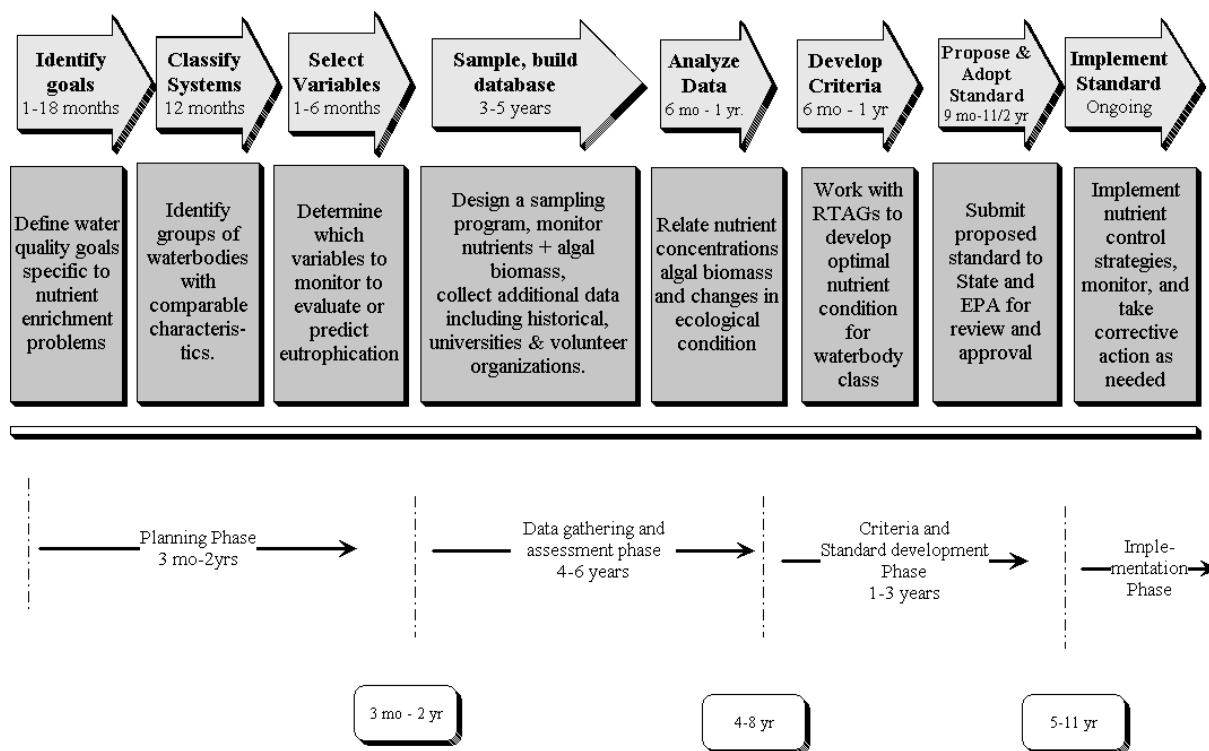 Identify
goals
1-18 months
Classify
Systems
12 months
Select
Variables
1-6 months
Sample, build
database
3-5 years
Analyze
Data
6 mo - 1 yr.
Develop
Criteria
6 mo - 1 yr
Propose &
Adopt
Standard
9 mo-11/2 yr
Implement
Standard
Ongoing
Define water
quality goals
specific to
nutrient
enrichment
problems
Identify
groups of
waterbodies
with
comparable
characteris-
tics.
Determine
which
variables to
monitor to
evaluate or
predict
eutrophication
Design a sampling
program, monitor
nutrients + algal
biomass,
collect additional data
including historical,
universities & volunteer
organizations.
Relate nutrient
concentrations
algal biomass
and changes in
ecological
condition
Work with
RTAGs to
develop
optimal
nutrient
condition
for
waterbody
class
Submit
proposed
standard to
State and
EPA for
review and
approval
Implement
nutrient
control
strategies,
monitor, and
take
corrective
action as
needed
Planning Phase
3 mo-2yrs
Data gathering and
assessment phase
4-6 years
Criteria and
Standard development
Phase
1-3 years
Imple-
mentation
Phase
3 mo - 2 yr
4-8 yr
5-11 yr